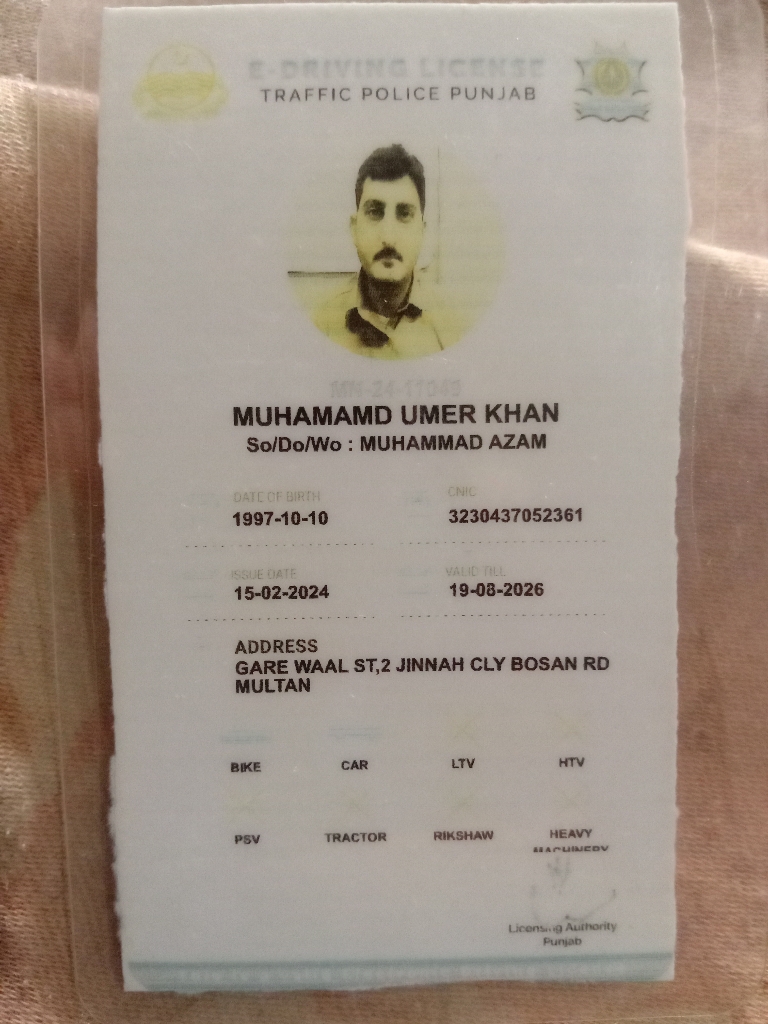 E-DRIVING LICENSE
TRAFFIC POLICE PUNJAB
MUHAMAMD UMER KHAN
So/Do/Wo : MUHAMMAD AZAM
DATE OF BIRTH CNIC
1997-10-10 3230437052361
ISSUE DATE VALID TILL
15-02-2024 19-08-2026
ADDRESS
GARE WAAL ST,2 JINNAH CLY BOSAN RD
MULTAN
BIKE CAR LTV HTV
PSV TRACTOR RIKSHAW HEAVY
MACHINERY
Licensing Authority
Punjab